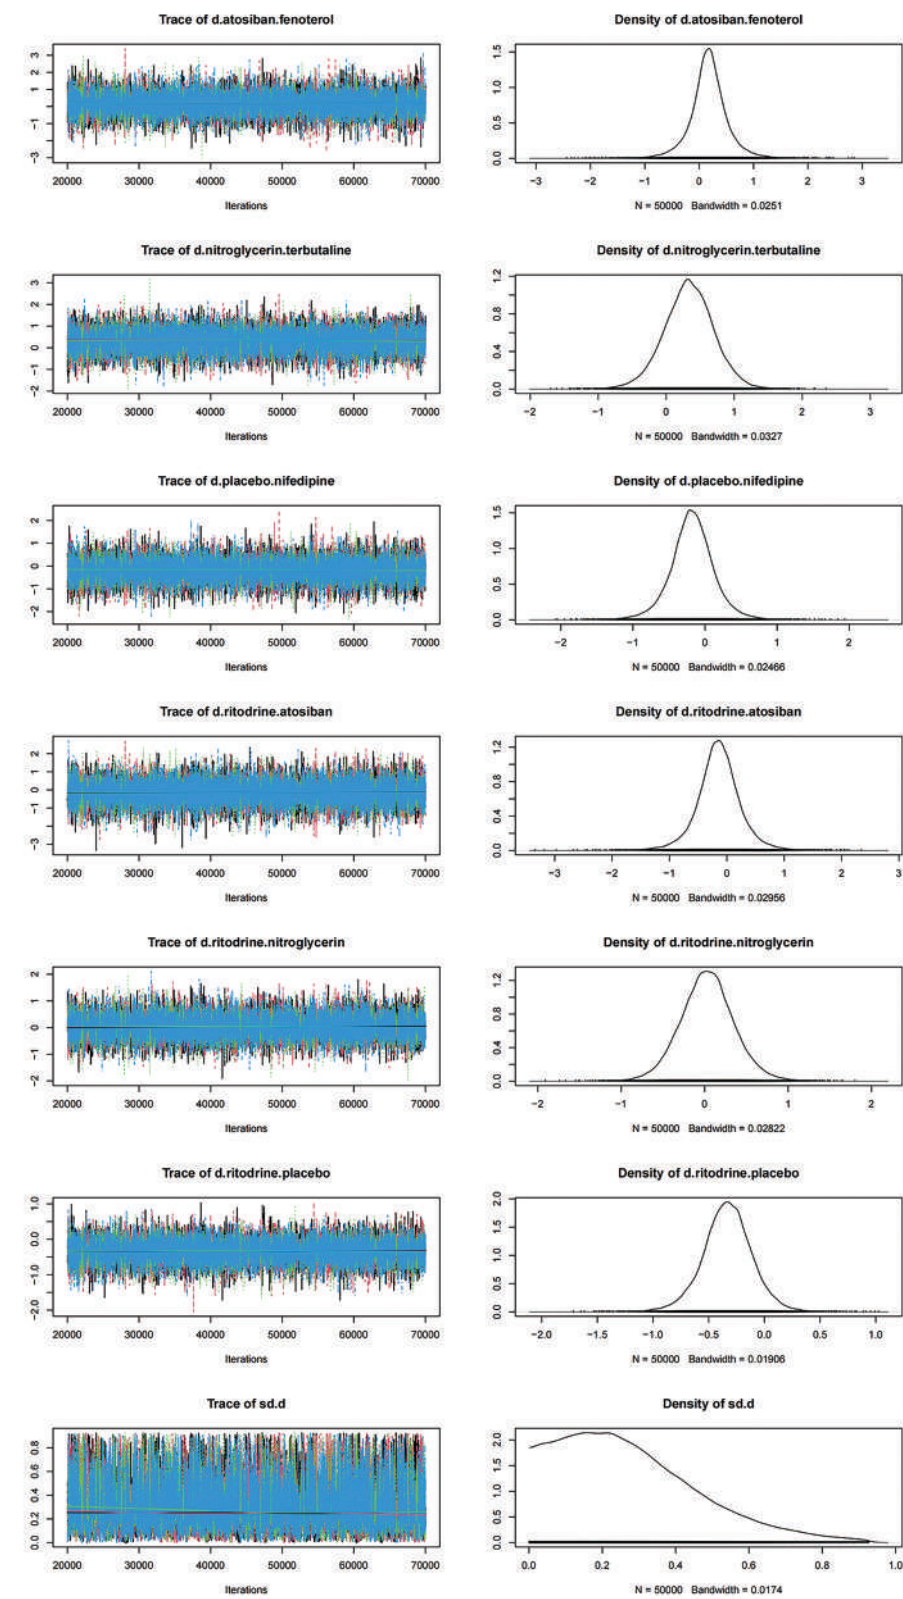 Trace of d.atosiban.fenoterol
Density of d.atosiban.fenoterol
3
2
1
−1
−3
20000 30000 40000 50000 60000 70000
Iterations
1.5
1.0
0.5
0.0
−3 −2 −1 0 1 2 3
N = 50000 Bandwidth = 0.0251
Trace of d.nitroglycerin.terbutaline
Density of d.nitroglycerin.terbutaline
3
2
1
0
−1
−2
20000 30000 40000 50000 60000 70000
Iterations
1.2
0.8
0.4
0.0
−2 −1 0 1 2 3
N = 50000 Bandwidth = 0.0327
Trace of d.placebo.nifedipine
Density of d.placebo.nifedipine
2
1
0
−1
−2
20000 30000 40000 50000 60000 70000
Iterations
1.5
1.0
0.5
0.0
−2 −1 0 1 2
N = 50000 Bandwidth = 0.02466
Trace of d.ritodrine.atosiban
Density of d.ritodrine.atosiban
2
1
0
−1
−3
20000 30000 40000 50000 60000 70000
Iterations
1.2
0.8
0.4
0.0
−3 −2 −1 0 1 2 3
N = 50000 Bandwidth = 0.02956
Trace of d.ritodrine.nitroglycerin
Density of d.ritodrine.nitroglycerin
2
1
0
−1
−2
20000 30000 40000 50000 60000 70000
Iterations
1.2
0.8
0.4
0.0
−2 −1 0 1 2
N = 50000 Bandwidth = 0.02822
Trace of d.ritodrine.placebo
Density of d.ritodrine.placebo
1.0
0.0
−1.0
−2.0
20000 30000 40000 50000 60000 70000
Iterations
2.0
1.5
1.0
0.5
0.0
−2.0 −1.5 −1.0 −0.5 0.0 0.5 1.0
N = 50000 Bandwidth = 0.01906
Trace of sd.d
Density of sd.d
0.8
0.6
0.4
0.2
0.0
20000 30000 40000 50000 60000 70000
Iterations
2.0
1.5
1.0
0.5
0.0
0.0 0.2 0.4 0.6 0.8 1.0
N = 50000 Bandwidth = 0.0174